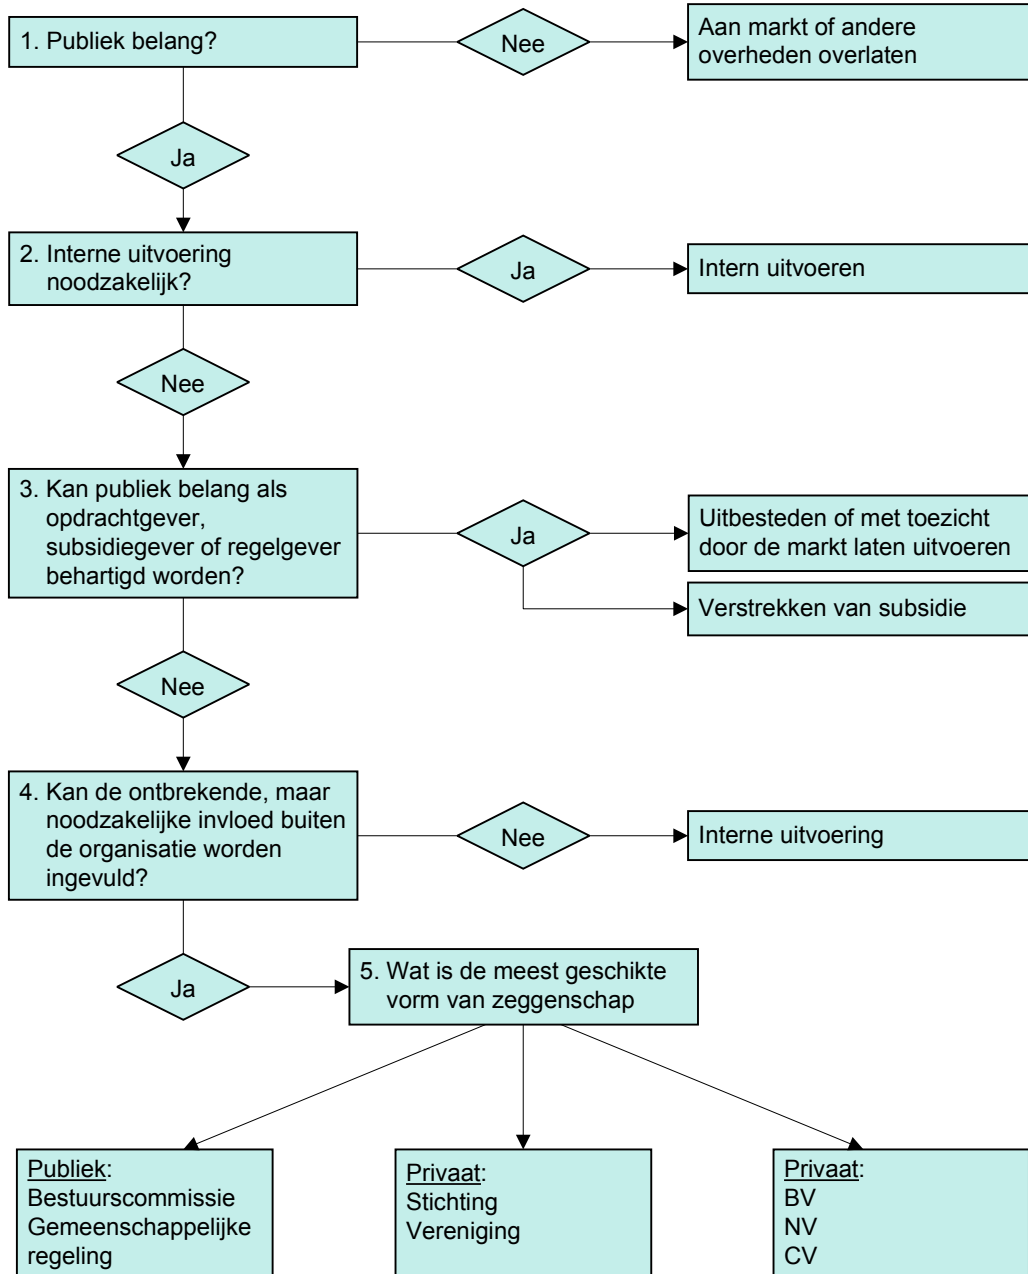 1. Publiek belang?
Nee
Aan markt of andere
overheden overlaten
Ja
2. Interne uitvoering
noodzakelijk?
Ja
Intern uitvoeren
Nee
3. Kan publiek belang als
opdrachtgever,
subsidiegever of regelgever
behartigd worden?
Ja
Uitbesteden of met toezicht
door de markt laten uitvoeren
Verstrekken van subsidie
Nee
4. Kan de ontbrekende, maar
noodzakelijke invloed buiten
de organisatie worden
ingevuld?
Nee
Interne uitvoering
Ja
5. Wat is de meest geschikte
vorm van zeggenschap
Publiek:
Bestuurscommissie
Gemeenschappelijke
regeling
Privaat:
Stichting
Vereniging
Privaat:
BV
NV
CV